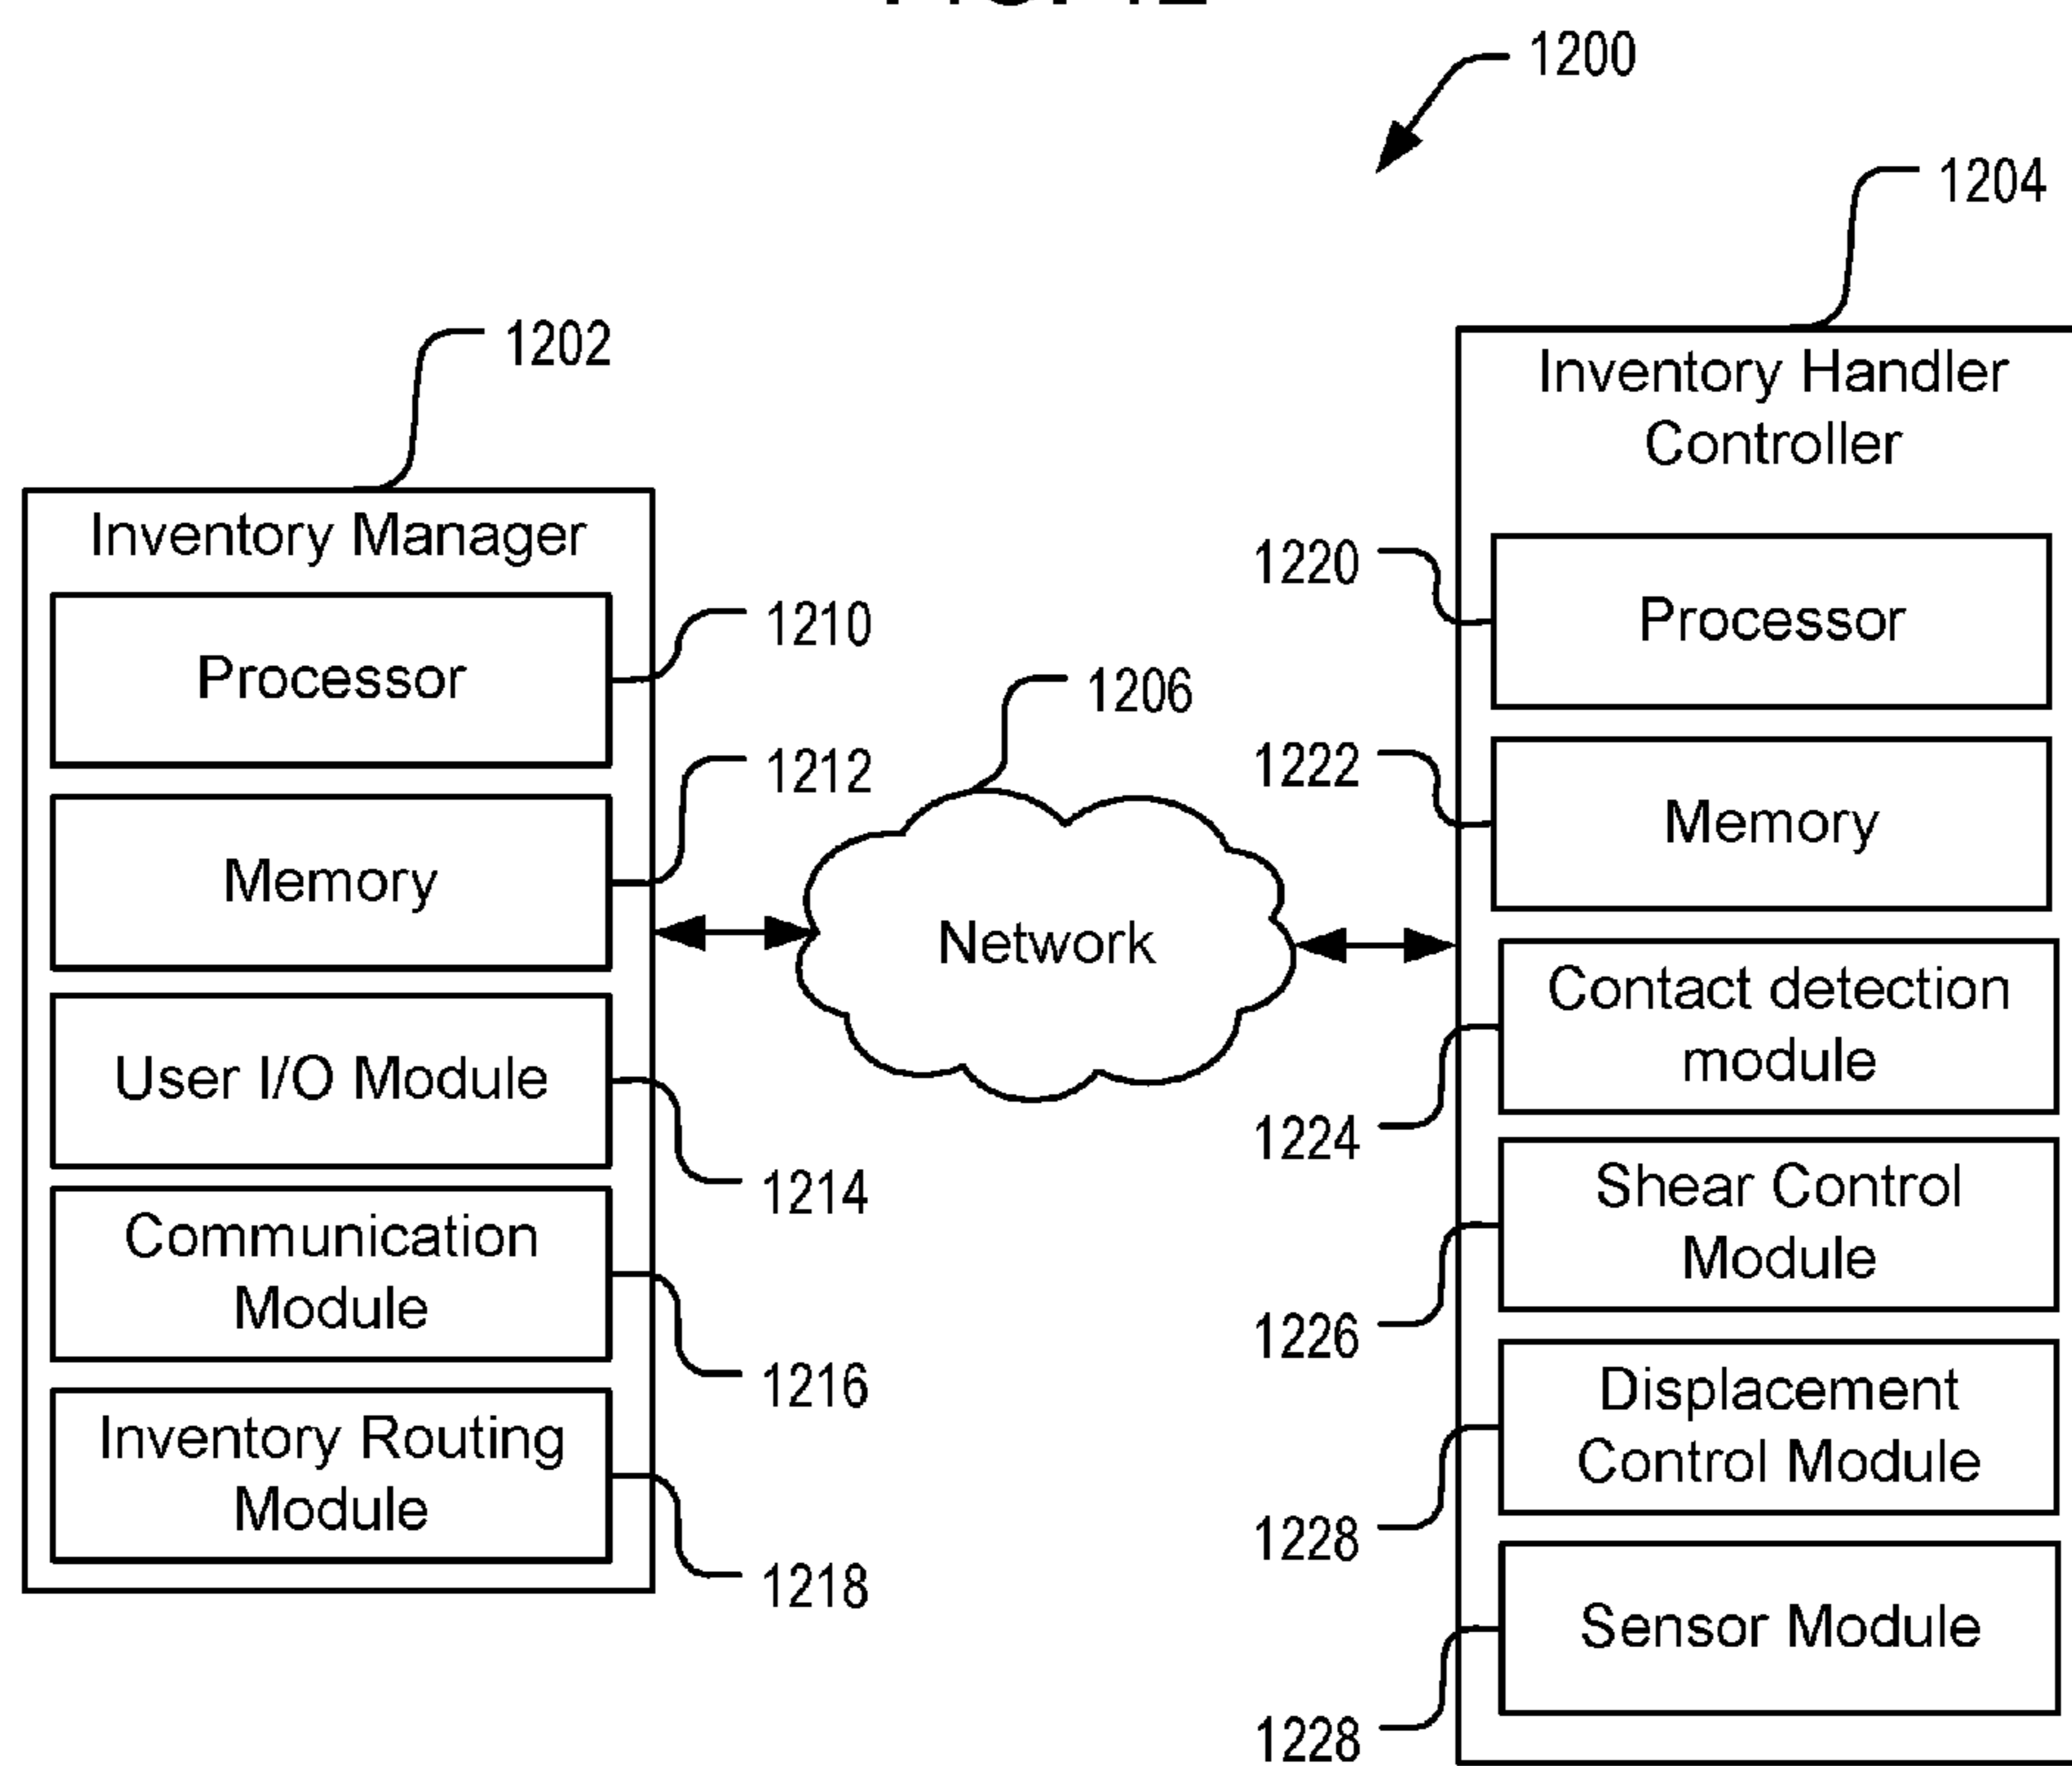 1200
1204
1202
Inventory Manager
Processor
1210
Memory
1212
User I/O Module
1214
Communication
Module
1216
Inventory Routing
Module
1218
1206
Network
Inventory Handler
Controller
1220
Processor
1222
Memory
Contact detection
module
1224
Shear Control
Module
1226
Displacement
Control Module
1228
Sensor Module
1228